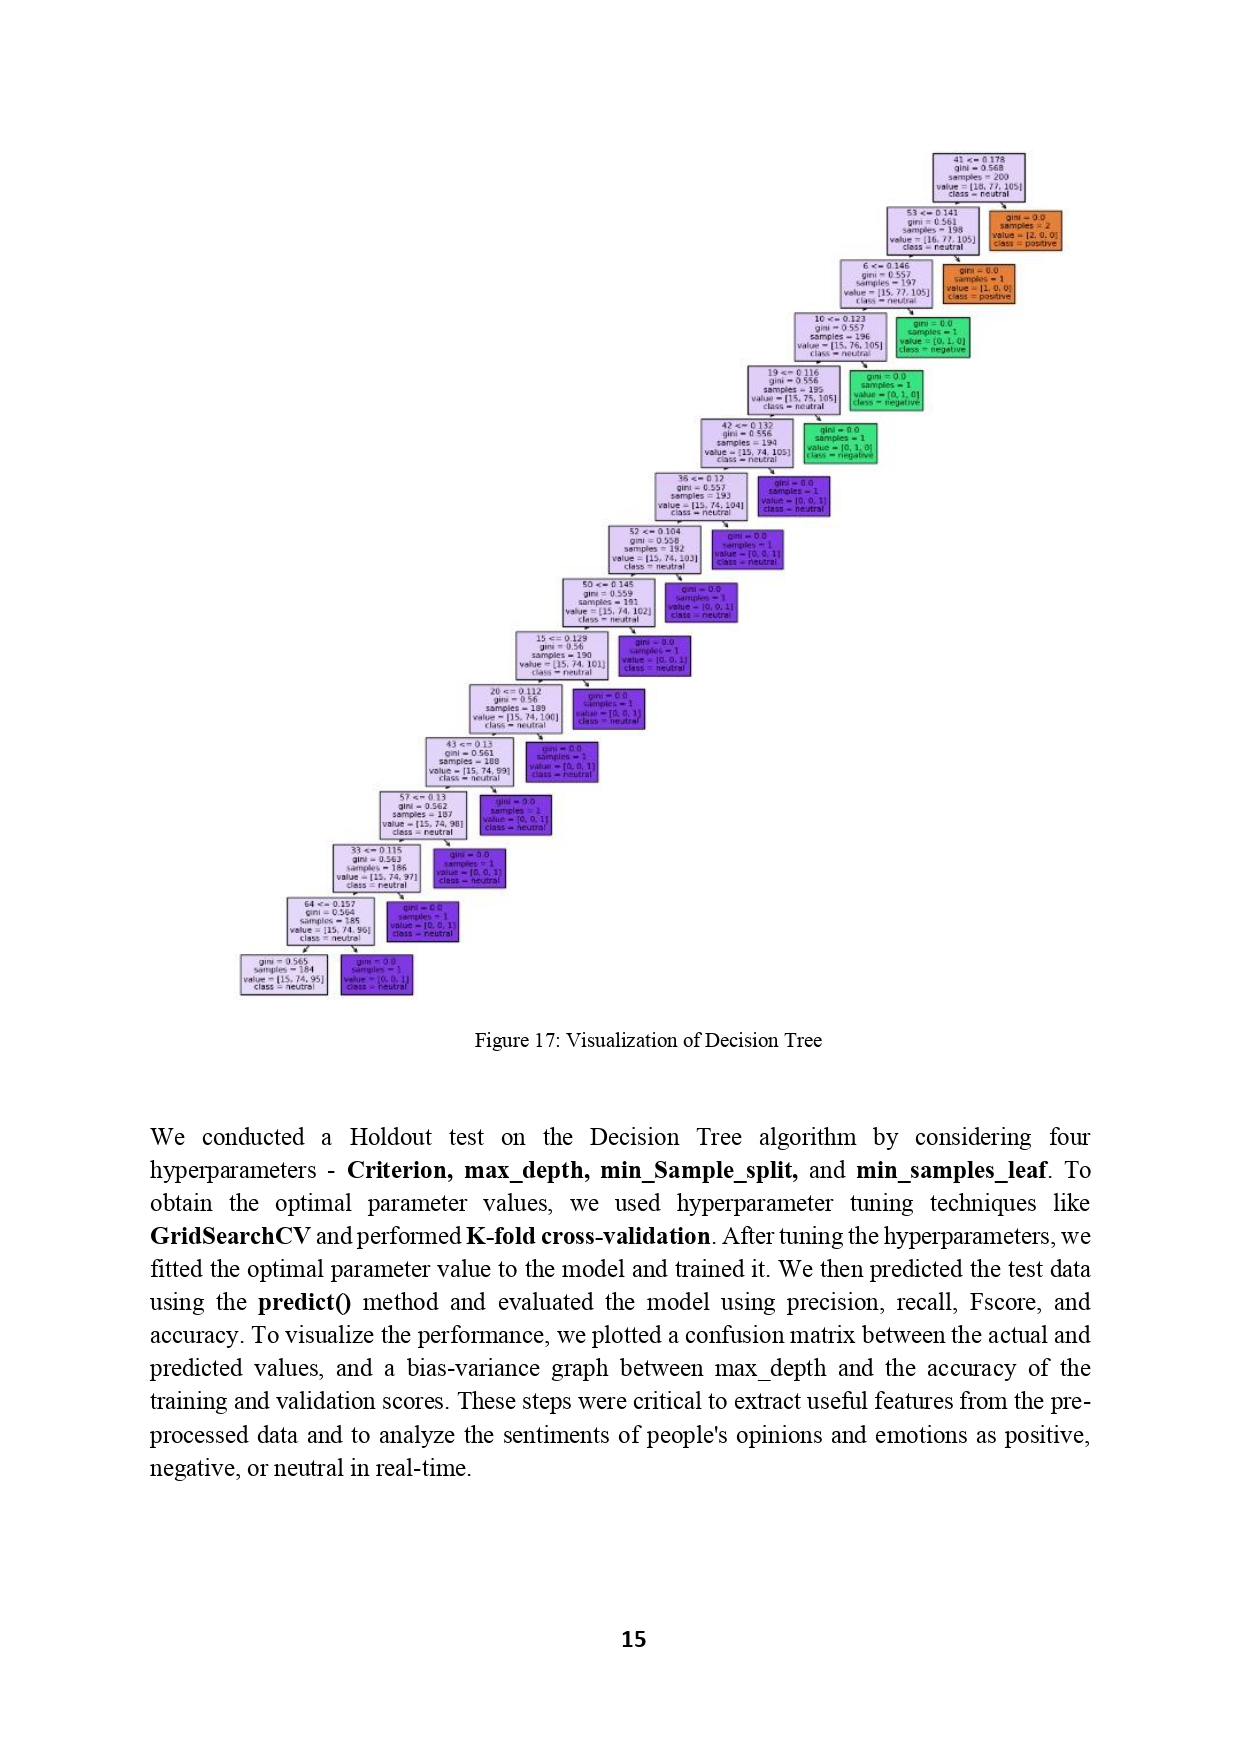 41 <= 0.178
gini = 0.568
samples = 200
value = [18, 77, 105]
class = neutral
53 <= 0.141
gini = 0.561
samples = 198
value = [16, 77, 105]
class = neutral
gini = 0.0
samples = 2
value = [2, 0, 0]
class = positive
6 <= 0.146
gini = 0.557
samples = 197
value = [15, 77, 105]
class = neutral
gini = 0.0
samples = 1
value = [1, 0, 0]
class = positive
10 <= 0.123
gini = 0.557
samples = 196
value = [15, 76, 105]
class = neutral
gini = 0.0
samples = 1
value = [0, 1, 0]
class = negative
19 <= 0.116
gini = 0.556
samples = 195
value = [15, 75, 105]
class = neutral
gini = 0.0
samples = 1
value = [0, 1, 0]
class = negative
42 <= 0.132
gini = 0.556
samples = 194
value = [15, 74, 105]
class = neutral
gini = 0.0
samples = 1
value = [0, 1, 0]
class = negative
36 <= 0.12
gini = 0.557
samples = 193
value = [15, 74, 104]
class = neutral
gini = 0.0
samples = 1
value = [0, 0, 1]
class = neutral
52 <= 0.104
gini = 0.558
samples = 192
value = [15, 74, 103]
class = neutral
gini = 0.0
samples = 1
value = [0, 0, 1]
class = neutral
50 <= 0.145
gini = 0.559
samples = 191
value = [15, 74, 102]
class = neutral
gini = 0.0
samples = 1
value = [0, 0, 1]
class = neutral
15 <= 0.129
gini = 0.56
samples = 190
value = [15, 74, 101]
class = neutral
gini = 0.0
samples = 1
value = [0, 0, 1]
class = neutral
20 <= 0.112
gini = 0.56
samples = 189
value = [15, 74, 100]
class = neutral
gini = 0.0
samples = 1
value = [0, 0, 1]
class = neutral
43 <= 0.13
gini = 0.561
samples = 188
value = [15, 74, 99]
class = neutral
gini = 0.0
samples = 1
value = [0, 0, 1]
class = neutral
57 <= 0.13
gini = 0.562
samples = 187
value = [15, 74, 98]
class = neutral
gini = 0.0
samples = 1
value = [0, 0, 1]
class = neutral
33 <= 0.115
gini = 0.563
samples = 186
value = [15, 74, 97]
class = neutral
gini = 0.0
samples = 1
value = [0, 0, 1]
class = neutral
64 <= 0.157
gini = 0.564
samples = 185
value = [15, 74, 96]
class = neutral
gini = 0.0
samples = 1
value = [0, 0, 1]
class = neutral
gini = 0.565
samples = 184
value = [15, 74, 95]
class = neutral
gini = 0.0
samples = 1
value = [0, 0, 1]
class = neutral
Figure 17: Visualization of Decision Tree
We conducted a Holdout test on the Decision Tree algorithm by considering four
hyperparameters - Criterion, max_depth, min_Sample_split, and min_samples_leaf. To
obtain the optimal parameter values, we used hyperparameter tuning techniques like
GridSearchCV and performed K-fold cross-validation. After tuning the hyperparameters, we
fitted the optimal parameter value to the model and trained it. We then predicted the test data
using the predict() method and evaluated the model using precision, recall, Fscore, and
accuracy. To visualize the performance, we plotted a confusion matrix between the actual and
predicted values, and a bias-variance graph between max_depth and the accuracy of the
training and validation scores. These steps were critical to extract useful features from the pre-
processed data and to analyze the sentiments of people's opinions and emotions as positive,
negative, or neutral in real-time.
15